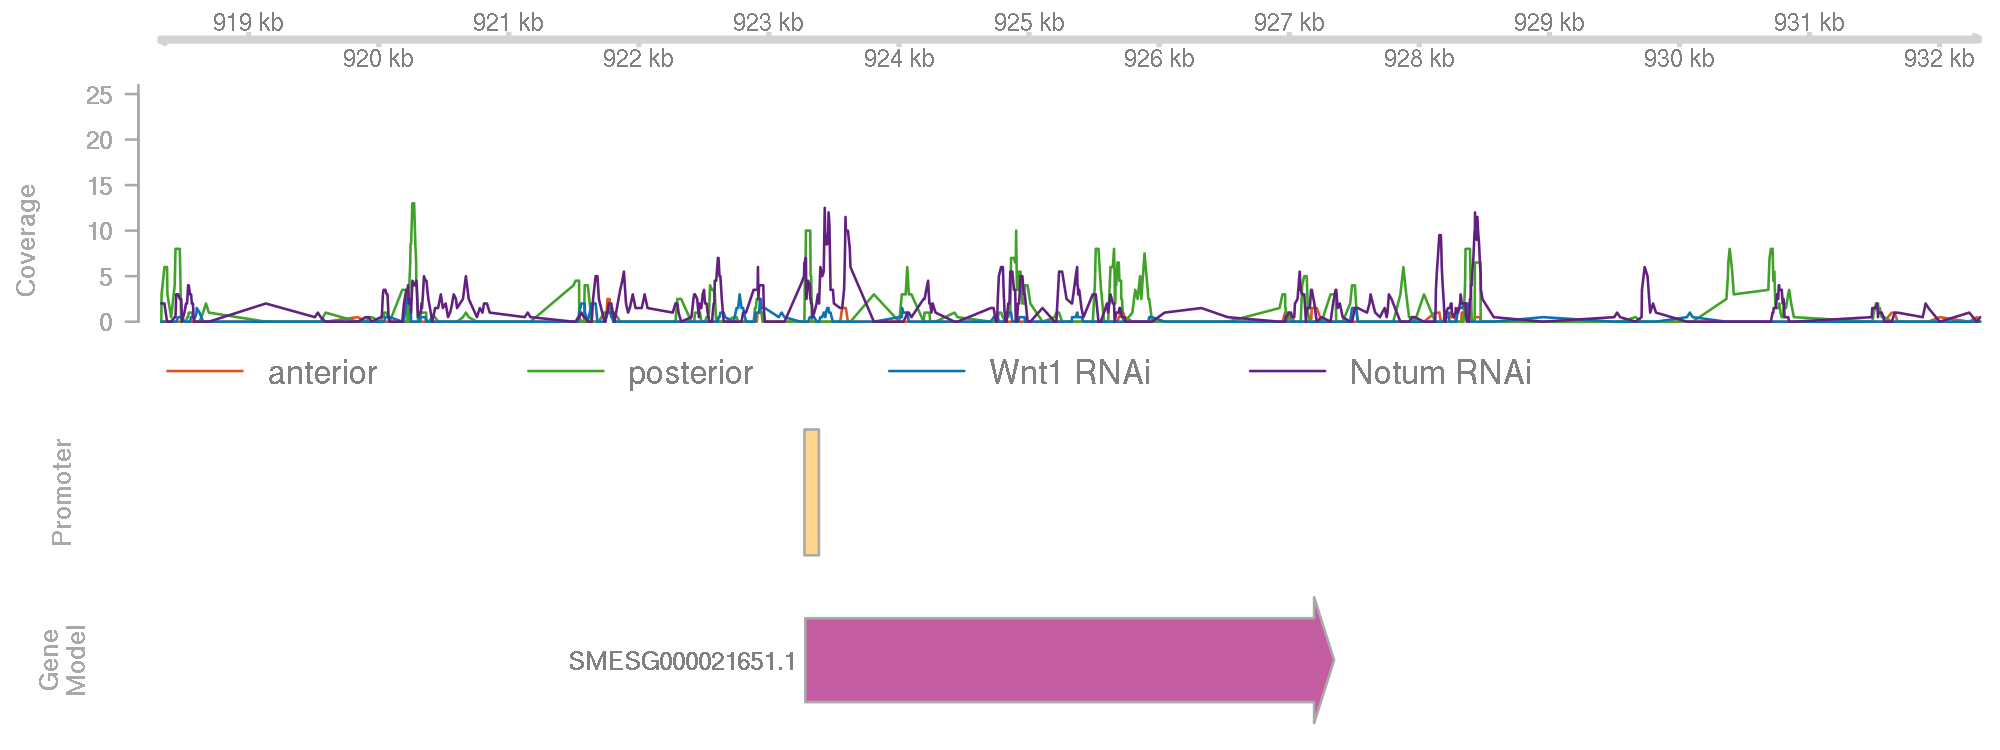 919 kb 921 kb 923 kb 925 kb 927 kb 929 kb 931 kb
920 kb 922 kb 924 kb 926 kb 928 kb 930 kb 932 kb
25
20
15
10
5
0
Coverage
anterior posterior Wnt1 RNAi Notum RNAi
Promoter
Gene
Model
SMESG000021651.1